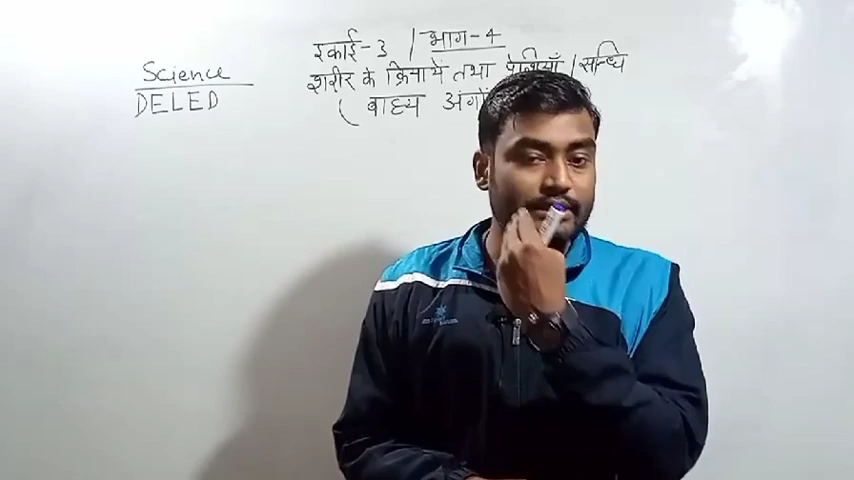 Science
DELED
इकाई-3 / भाग-4
शरीर के क्रियायें तथा पेशियाँ / सन्धि
( बाह्य अंगों